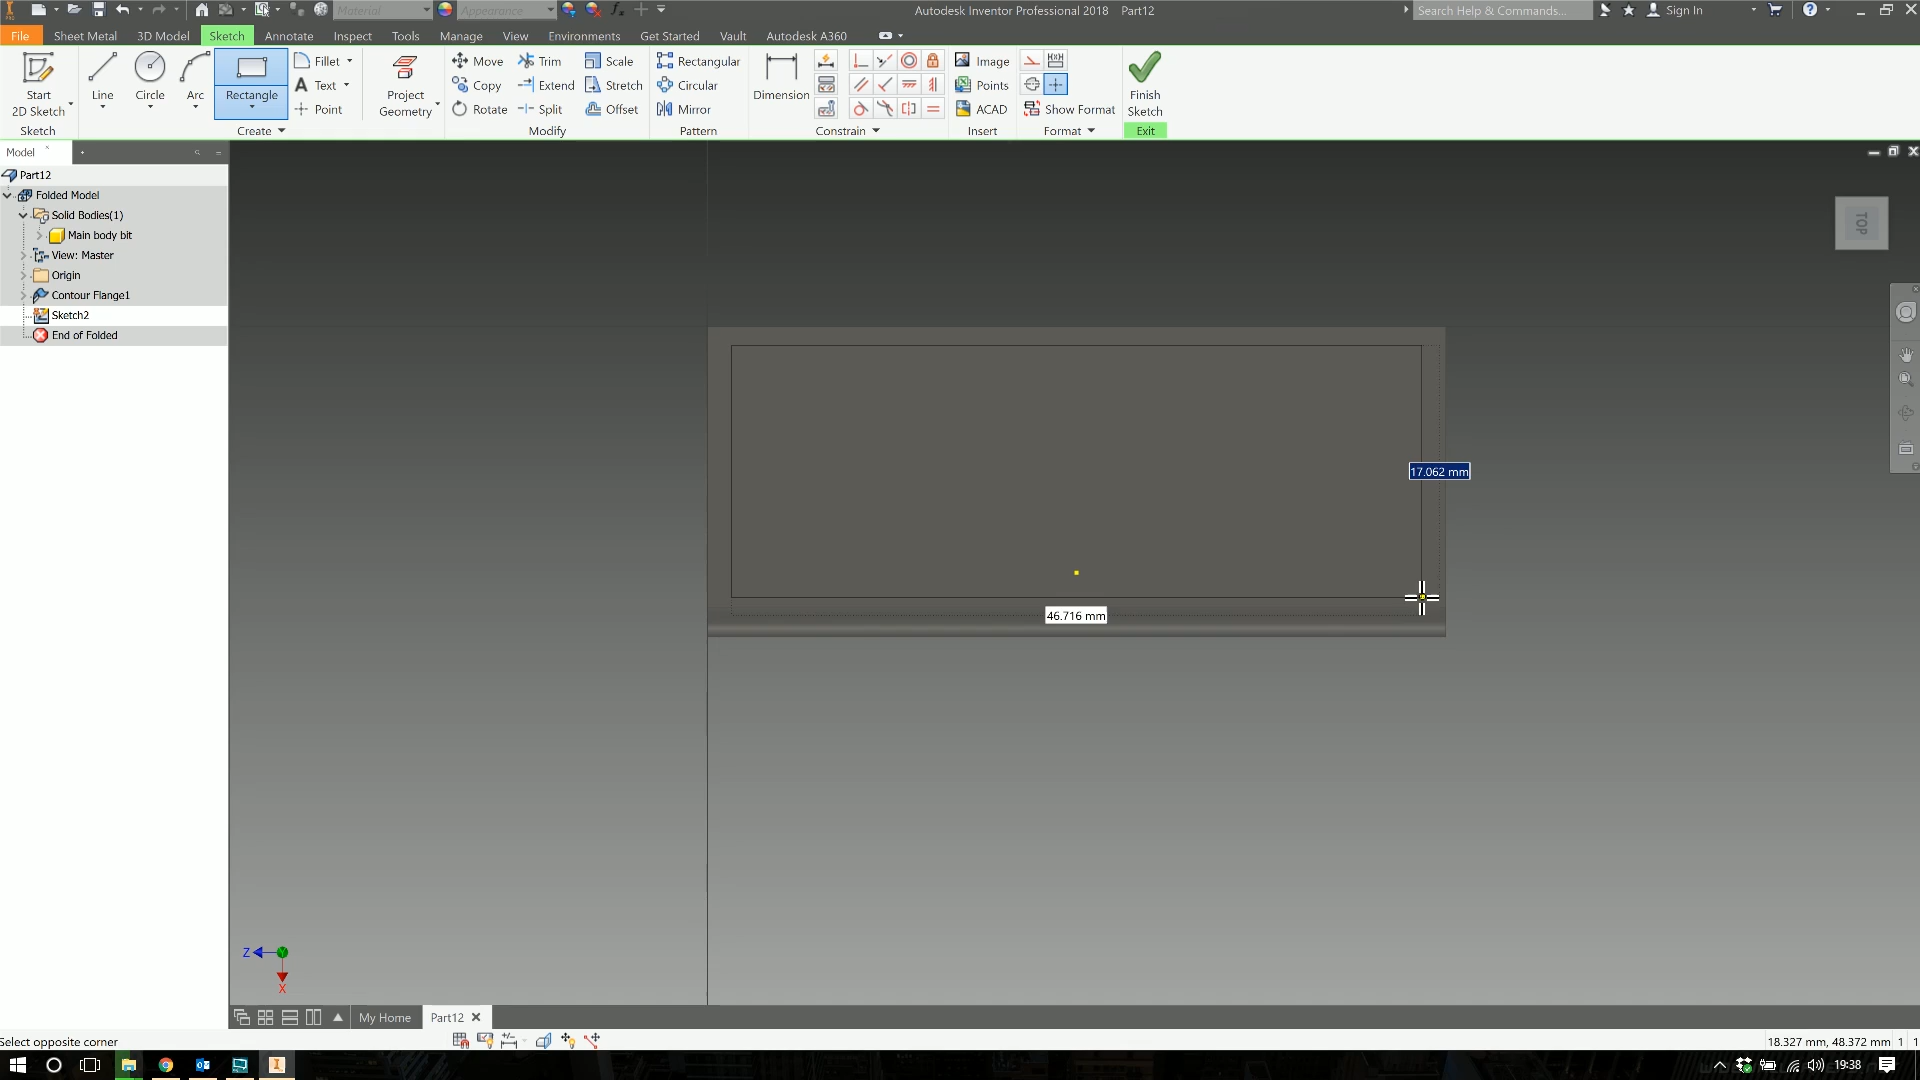 PRO
Material
Appearance
Autodesk Inventor Professional 2018 Part12
Search Help & Commands...
Sign In
File
Sheet Metal
3D Model
Sketch
Annotate
Inspect
Tools
Manage
View
Environments
Get Started
Vault
Autodesk A360
Start
2D Sketch
Line
Circle
Arc
Rectangle
Fillet
Text
Point
Project
Geometry
Move
Copy
Rotate
Trim
Extend
Split
Scale
Stretch
Offset
Rectangular
Circular
Mirror
Dimension
Image
Points
ACAD
Show Format
Finish
Sketch
Sketch
Create
Modify
Pattern
Constrain
Insert
Format
Exit
Model
Part12
Folded Model
Solid Bodies(1)
Main body bit
View: Master
Origin
Contour Flange1
Sketch2
End of Folded
TOP
17.062 mm
46.716 mm
Z
X
My Home
Part12
Select opposite corner
18.327 mm, 48.372 mm 1 1
19:38